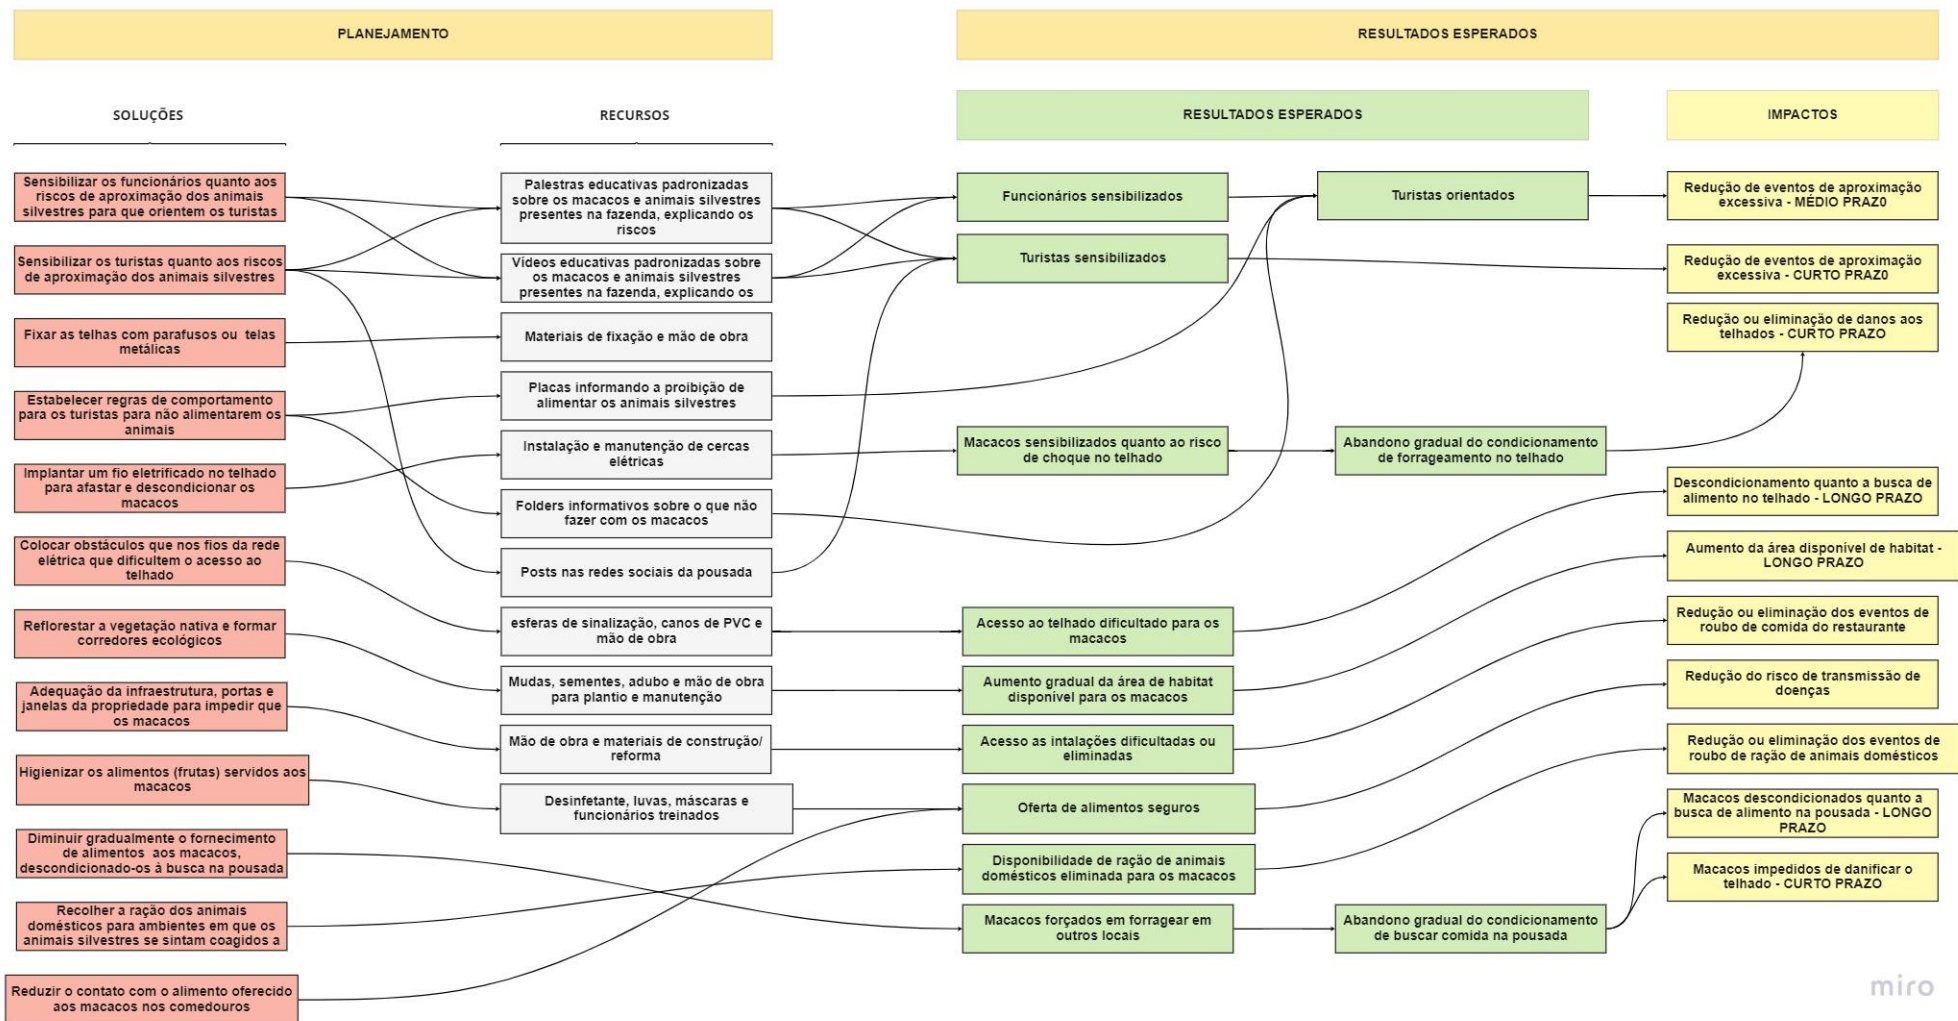 PLANEJAMENTO
RESULTADOS ESPERADOS
SOLUÇÕES
RECURSOS
RESULTADOS ESPERADOS
IMPACTOS
Sensibilizar os funcionários quanto aos
riscos de aproximação dos animais
silvestres para que orientem os turistas
Sensibilizar os turistas quanto aos riscos
de aproximação dos animais silvestres
Fixar as telhas com parafusos ou telas
metálicas
Estabelecer regras de comportamento
para os turistas para não alimentarem os
animais
Implantar um fio eletrificado no telhado
para afastar e descondicionar os
macacos
Colocar obstáculos que nos fios da rede
elétrica que dificultem o acesso ao
telhado
Reflorestar a vegetação nativa e formar
corredores ecológicos
Adequação da infraestrutura, portas e
janelas da propriedade para impedir que
os macacos
Higienizar os alimentos (frutas) servidos aos
macacos
Diminuir gradualmente o fornecimento
de alimentos aos macacos,
descondicionado-os à busca na pousada
Recolher a ração dos animais
domésticos para ambientes em que os
animais silvestres se sintam coagidos a
Reduzir o contato com o alimento oferecido
aos macacos nos comedouros
Palestras educativas padronizadas
sobre os macacos e animais silvestres
presentes na fazenda, explicando os
riscos
Vídeos educativas padronizadas sobre
os macacos e animais silvestres
presentes na fazenda, explicando os
Materiais de fixação e mão de obra
Placas informando a proibição de
alimentar os animais silvestres
Instalação e manutenção de cercas
elétricas
Folders informativos sobre o que não
fazer com os macacos
Posts nas redes sociais da pousada
esferas de sinalização, canos de PVC e
mão de obra
Mudas, sementes, adubo e mão de obra
para plantio e manutenção
Mão de obra e materiais de construção/
reforma
Desinfetante, luvas, máscaras e
funcionários treinados
Funcionários sensibilizados
Turistas sensibilizados
Macacos sensibilizados quanto ao risco
de choque no telhado
Acesso ao telhado dificultado para os
macacos
Aumento gradual da área de habitat
disponível para os macacos
Acesso as intalações dificultadas ou
eliminadas
Oferta de alimentos seguros
Disponibilidade de ração de animais
domésticos eliminada para os macacos
Macacos forçados em forragear em
outros locais
Turistas orientados
Abandono gradual do condicionamento
de forrageamento no telhado
Abandono gradual do condicionamento
de buscar comida na pousada
Redução de eventos de aproximação
excessiva - MÉDIO PRAZ0
Redução de eventos de aproximação
excessiva - CURTO PRAZ0
Redução ou eliminação de danos aos
telhados - CURTO PRAZO
Descondicionamento quanto a busca de
alimento no telhado - LONGO PRAZO
Aumento da área disponível de habitat -
LONGO PRAZO
Redução ou eliminação dos eventos de
roubo de comida do restaurante
Redução do risco de transmissão de
doenças
Redução ou eliminação dos eventos de
roubo de ração de animais domésticos
Macacos descondicionados quanto a
busca de alimento na pousada - LONGO
PRAZO
Macacos impedidos de danificar o
telhado - CURTO PRAZO
miro